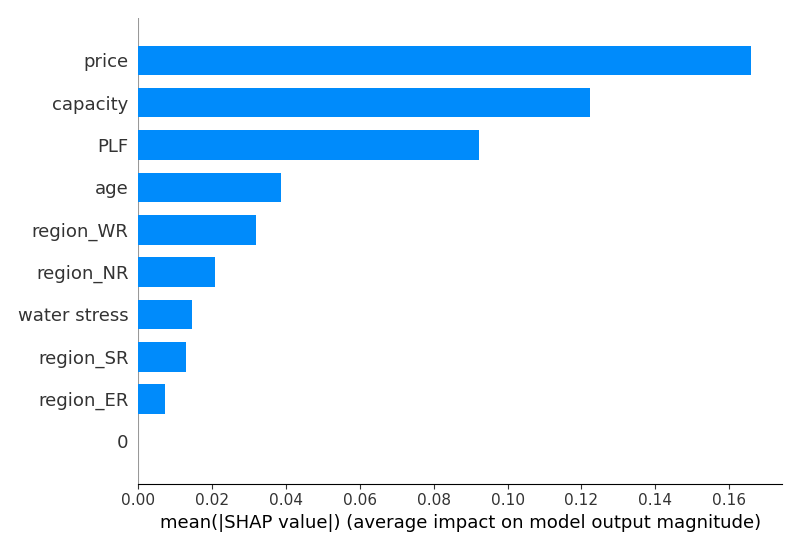 price
capacity
PLF
age
region_WR
region_NR
water stress
region_SR
region_ER
0
0.00 0.02 0.04 0.06 0.08 0.10 0.12 0.14 0.16
mean(|SHAP value|) (average impact on model output magnitude)